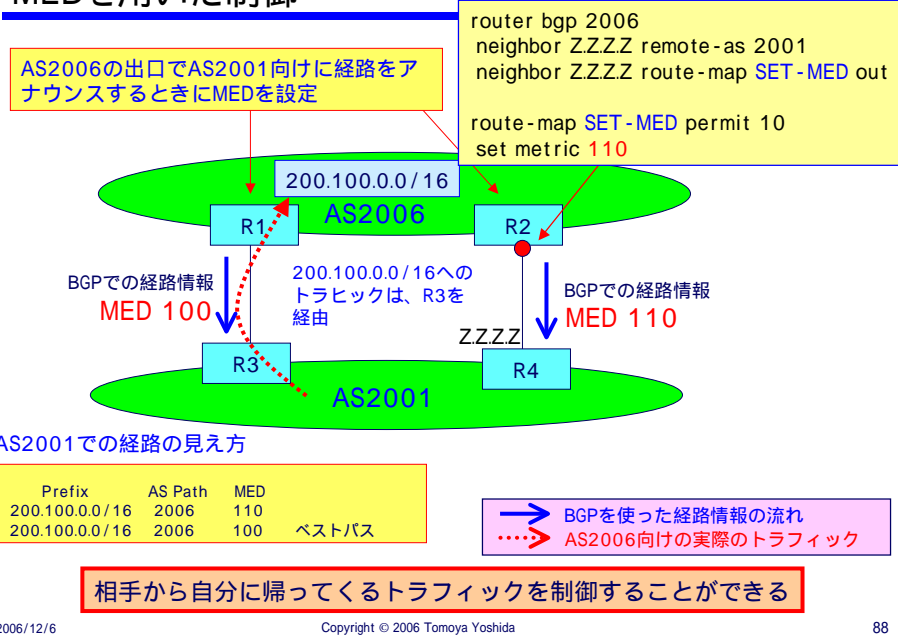 MEDを用いた制御
router bgp 2006
neighbor Z.Z.Z.Z remote-as 2001
neighbor Z.Z.Z.Z route-map SET-MED out
route-map SET-MED permit 10
set metric 110
AS2006の出口でAS2001向けに経路をア
ナウンスするときにMEDを設定
200.100.0.0/16
AS2006
R1
R2
BGPでの経路情報
MED 100
200.100.0.0/16への
トラヒックは、R3を
経由
BGPでの経路情報
MED 110
Z.Z.Z.Z
R3
R4
AS2001
AS2001での経路の見え方
Prefix AS Path MED
200.100.0.0/16 2006 110
200.100.0.0/16 2006 100 ベストパス
BGPを使った経路情報の流れ
AS2006向けの実際のトラフィック
相手から自分に帰ってくるトラフィックを制御することができる
2006/12/6
Copyright © 2006 Tomoya Yoshida
88